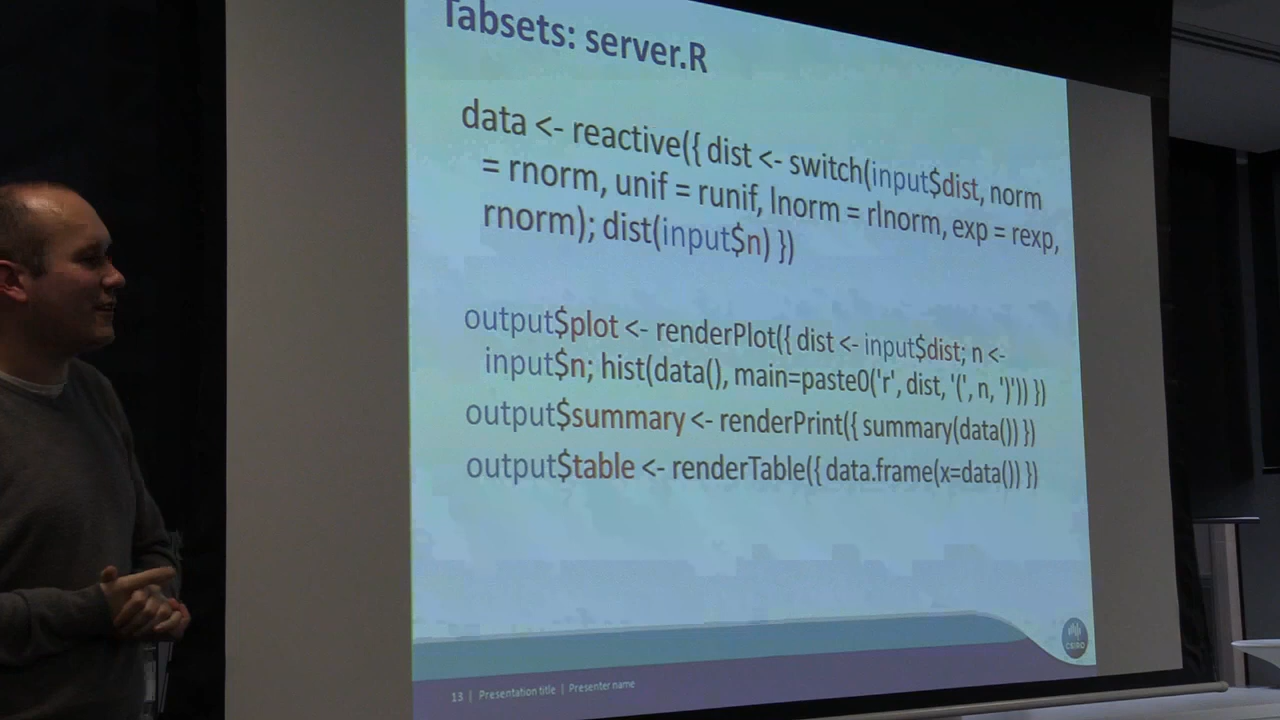 Tabsets: server.R
data <- reactive({ dist <- switch(input$dist, norm
= rnorm, unif = runif, lnorm = rlnorm, exp = rexp,
rnorm); dist(input$n) })
output$plot <- renderPlot({ dist <- input$dist; n <-
input$n; hist(data(), main=paste0('r', dist, '(', n, ')')) })
output$summary <- renderPrint({ summary(data()) })
output$table <- renderTable({ data.frame(x=data()) })
CSIRO
13 | Presentation title | Presenter name